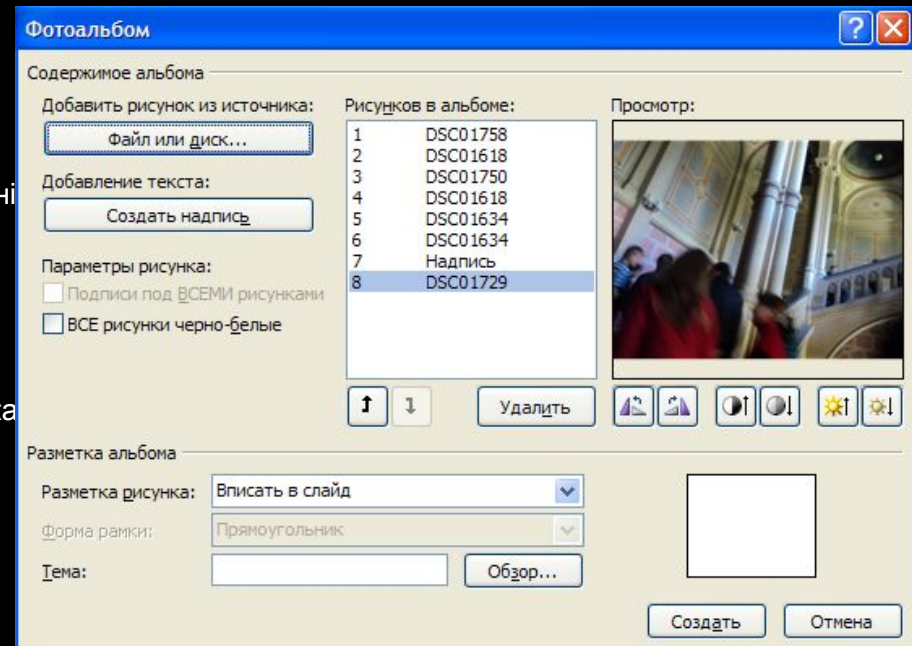 Фотоальбом
Содержимое альбома
Добавить рисунок из источника:
Файл или диск...
Добавление текста:
Создать надпись
Параметры рисунка:
Подписи под ВСЕМИ рисунками
ВСЕ рисунки черно-белые
Рисунков в альбоме:
1 DSC01758
2 DSC01618
3 DSC01750
4 DSC01618
5 DSC01634
6 DSC01634
7 Надпись
8 DSC01729
Удалить
Просмотр:
Разметка альбома
Разметка рисунка: Вписать в слайд
Форма рамки: Прямоугольник
Тема:
Обзор...
Создать
Отмена